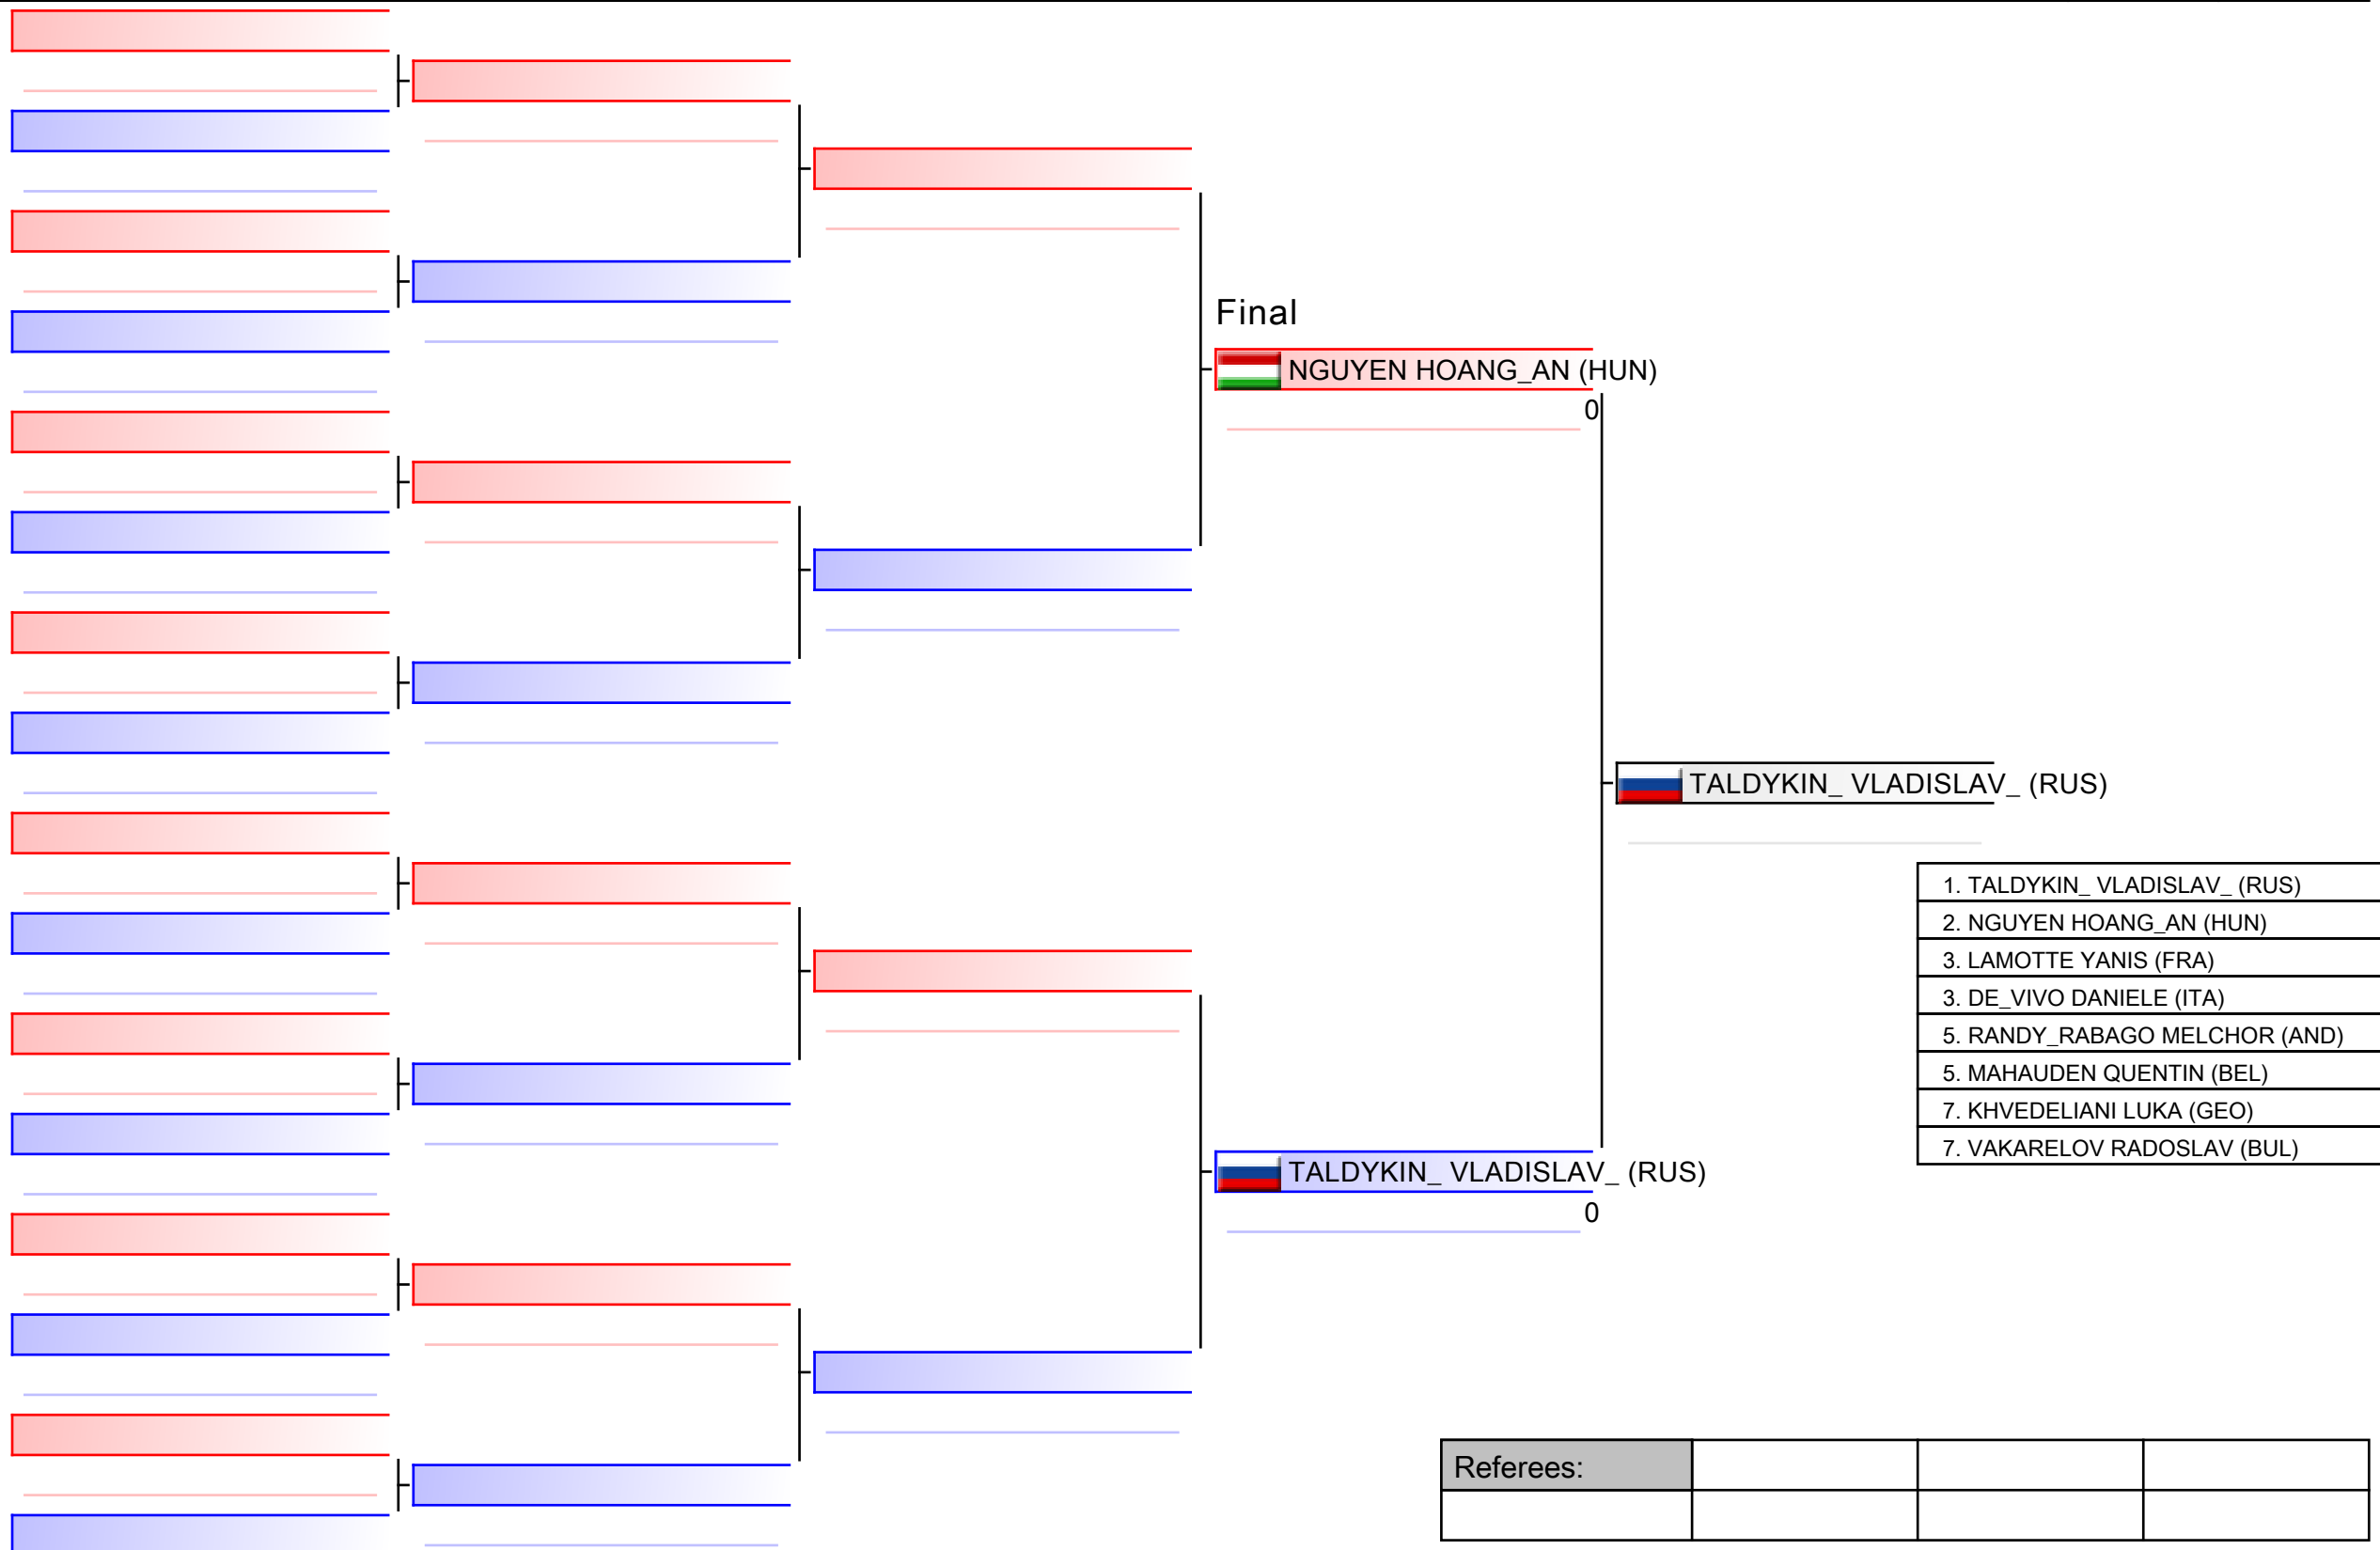 Final
NGUYEN HOANG_AN (HUN)
0
TALDYKIN_ VLADISLAV_ (RUS)
1. TALDYKIN_ VLADISLAV_ (RUS)
2. NGUYEN HOANG_AN (HUN)
3. LAMOTTE YANIS (FRA)
3. DE_VIVO DANIELE (ITA)
5. RANDY_RABAGO MELCHOR (AND)
5. MAHAUDEN QUENTIN (BEL)
7. KHVEDELIANI LUKA (GEO)
7. VAKARELOV RADOSLAV (BUL)
TALDYKIN_ VLADISLAV_ (RUS)
0
Referees: